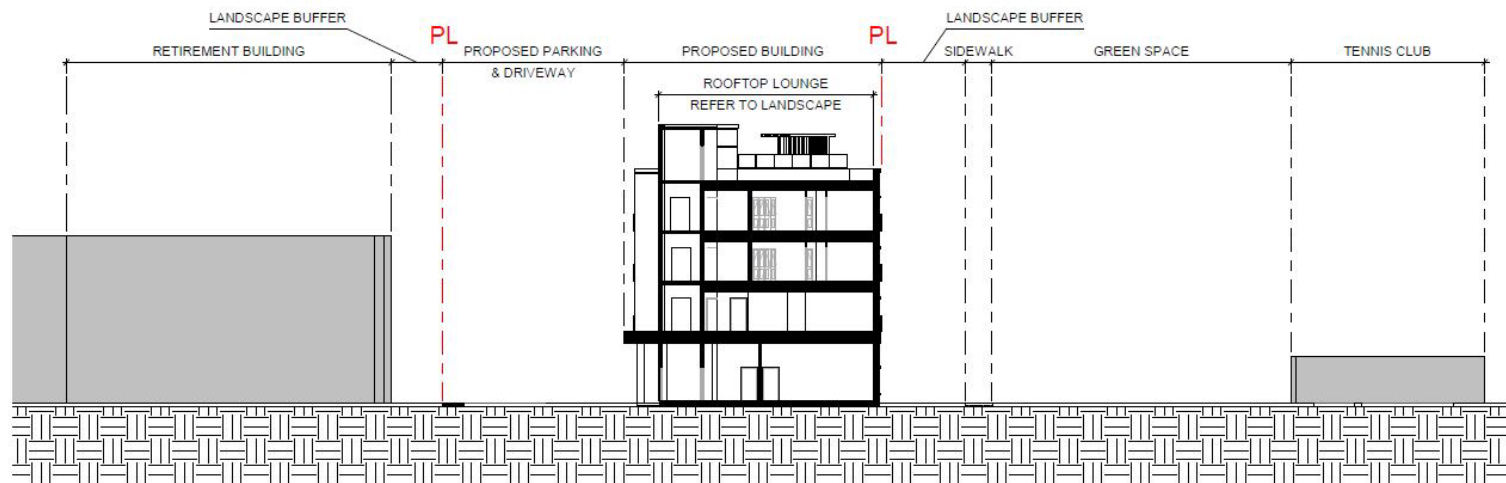 LANDSCAPE BUFFER
LANDSCAPE BUFFER
PL
PL
RETIREMENT BUILDING
PROPOSED PARKING
& DRIVEWAY
PROPOSED BUILDING
SIDEWALK
GREEN SPACE
TENNIS CLUB
ROOFTOP LOUNGE
REFER TO LANDSCAPE